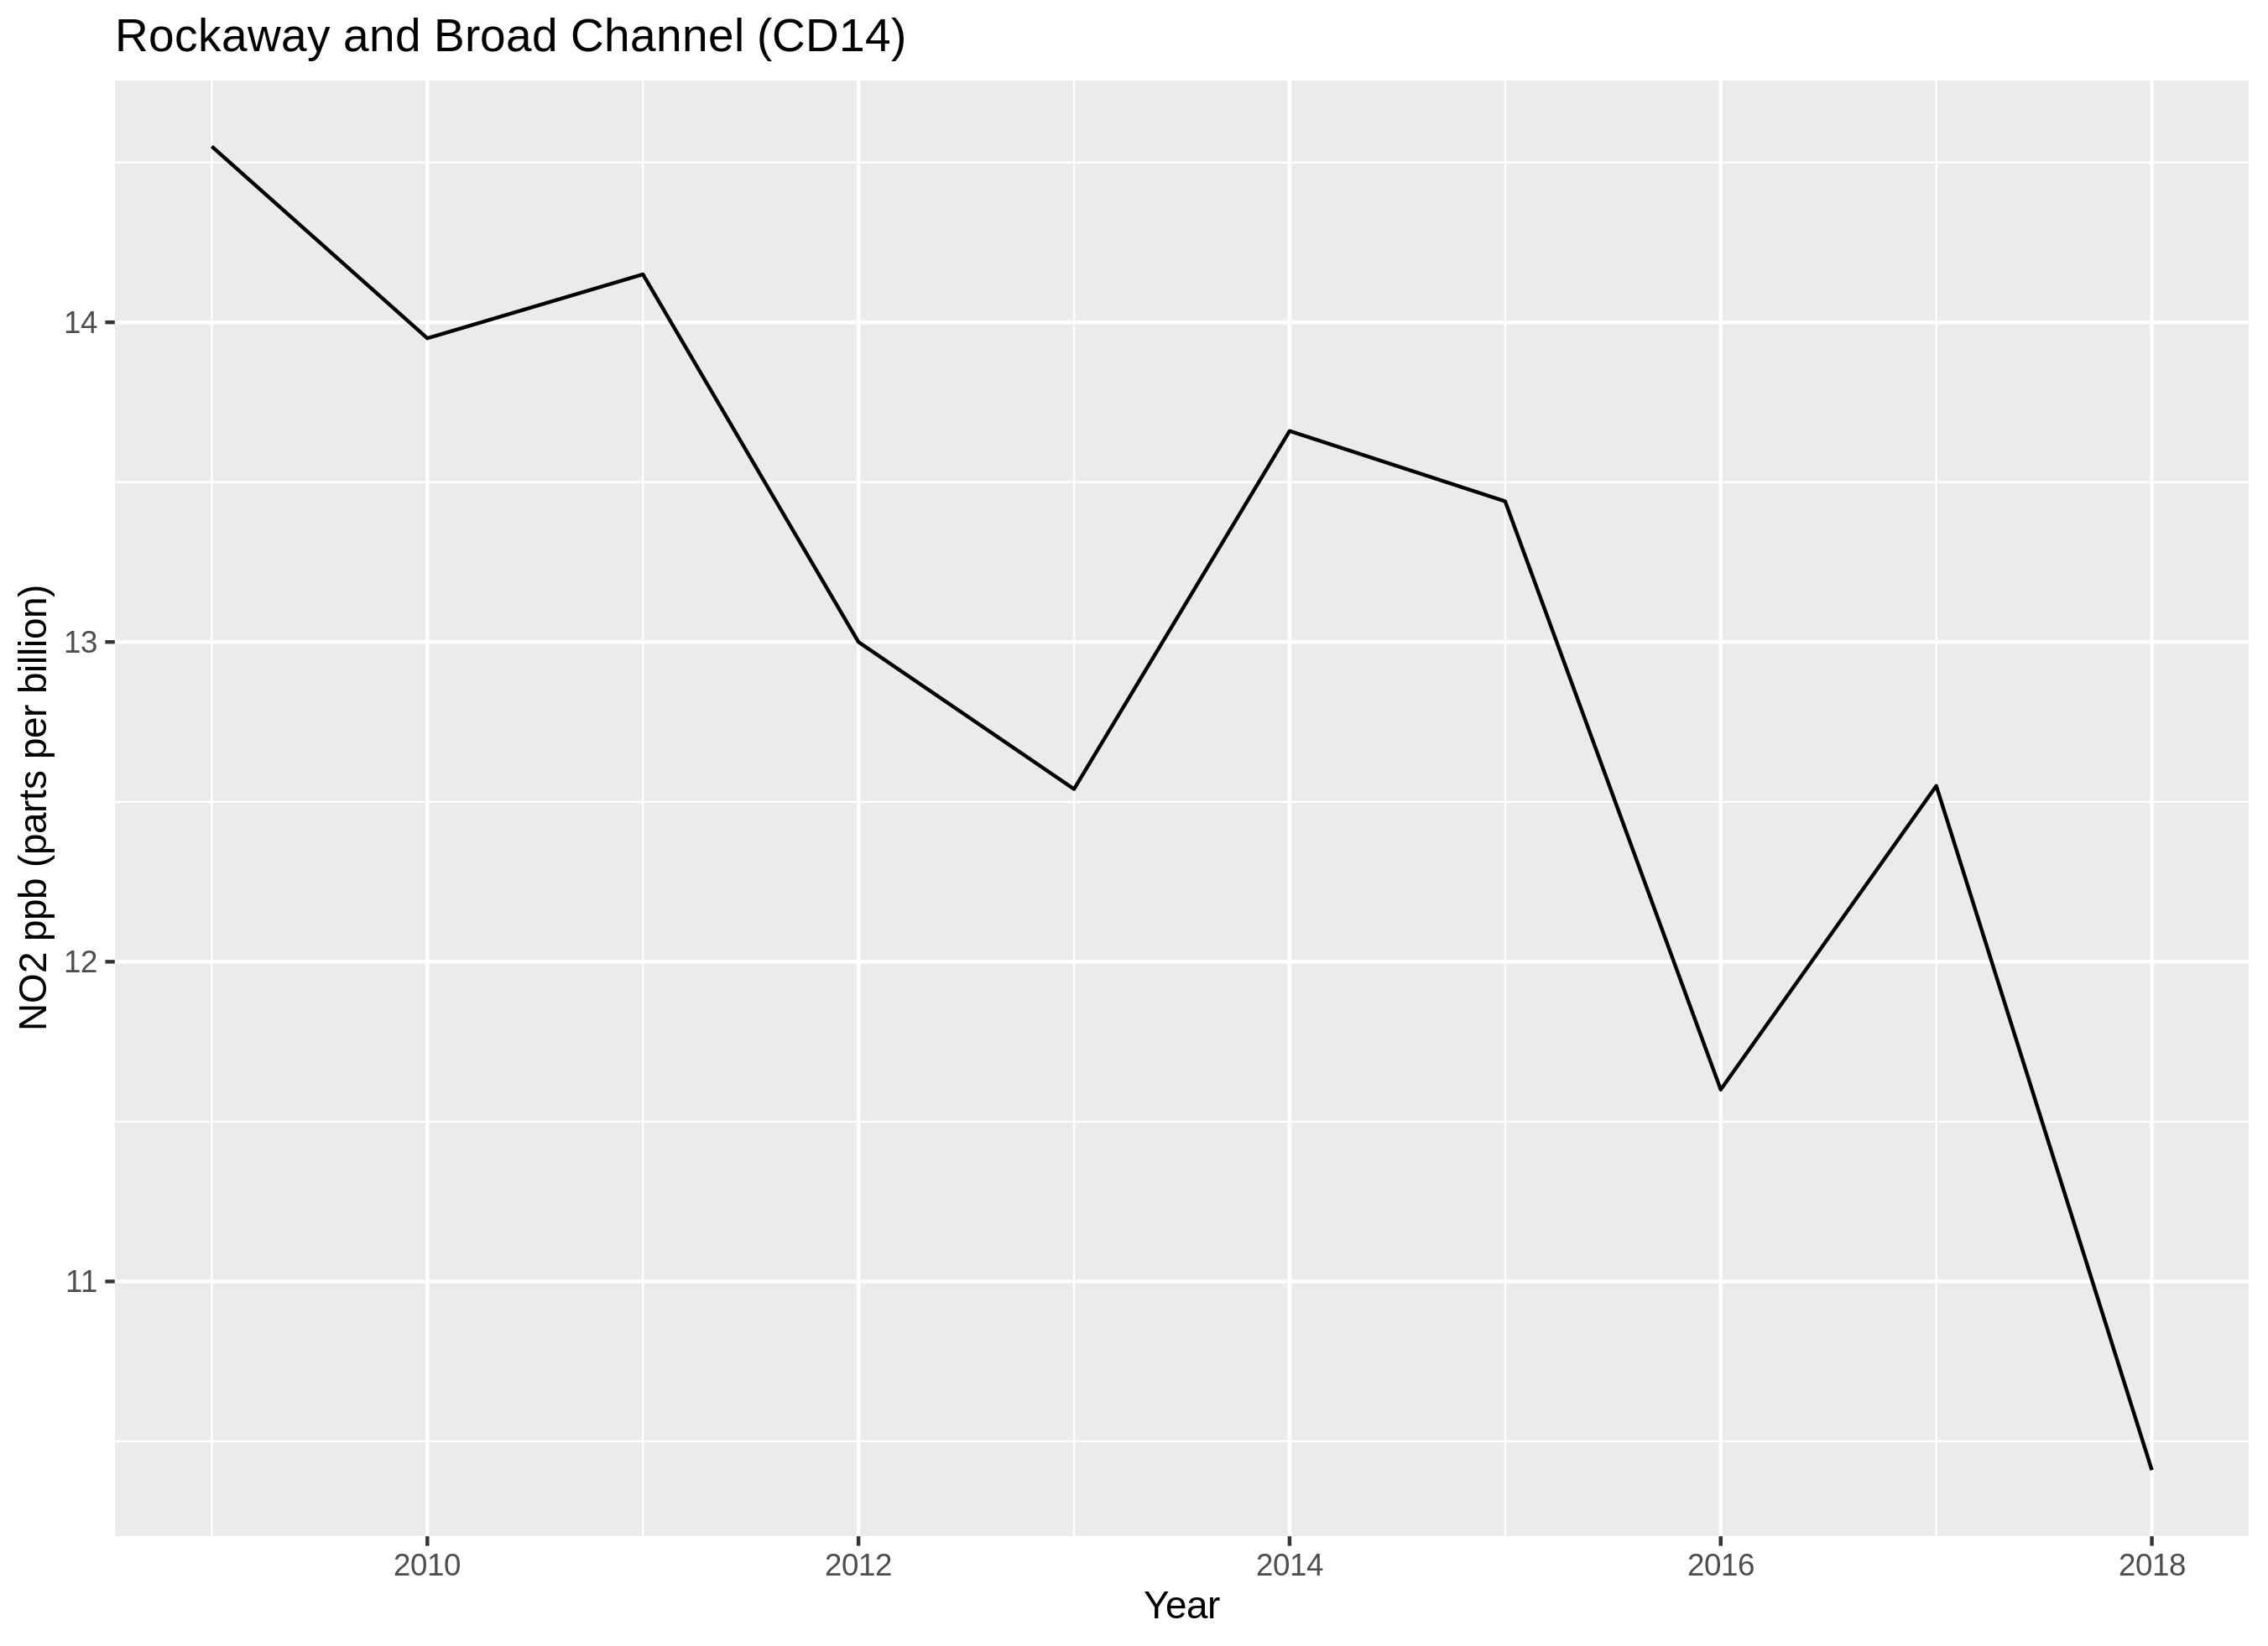 Rockaway and Broad Channel (CD14)
NO2 ppb (parts per billion)
14
13
12
11
2010 2012 2014 2016 2018
Year